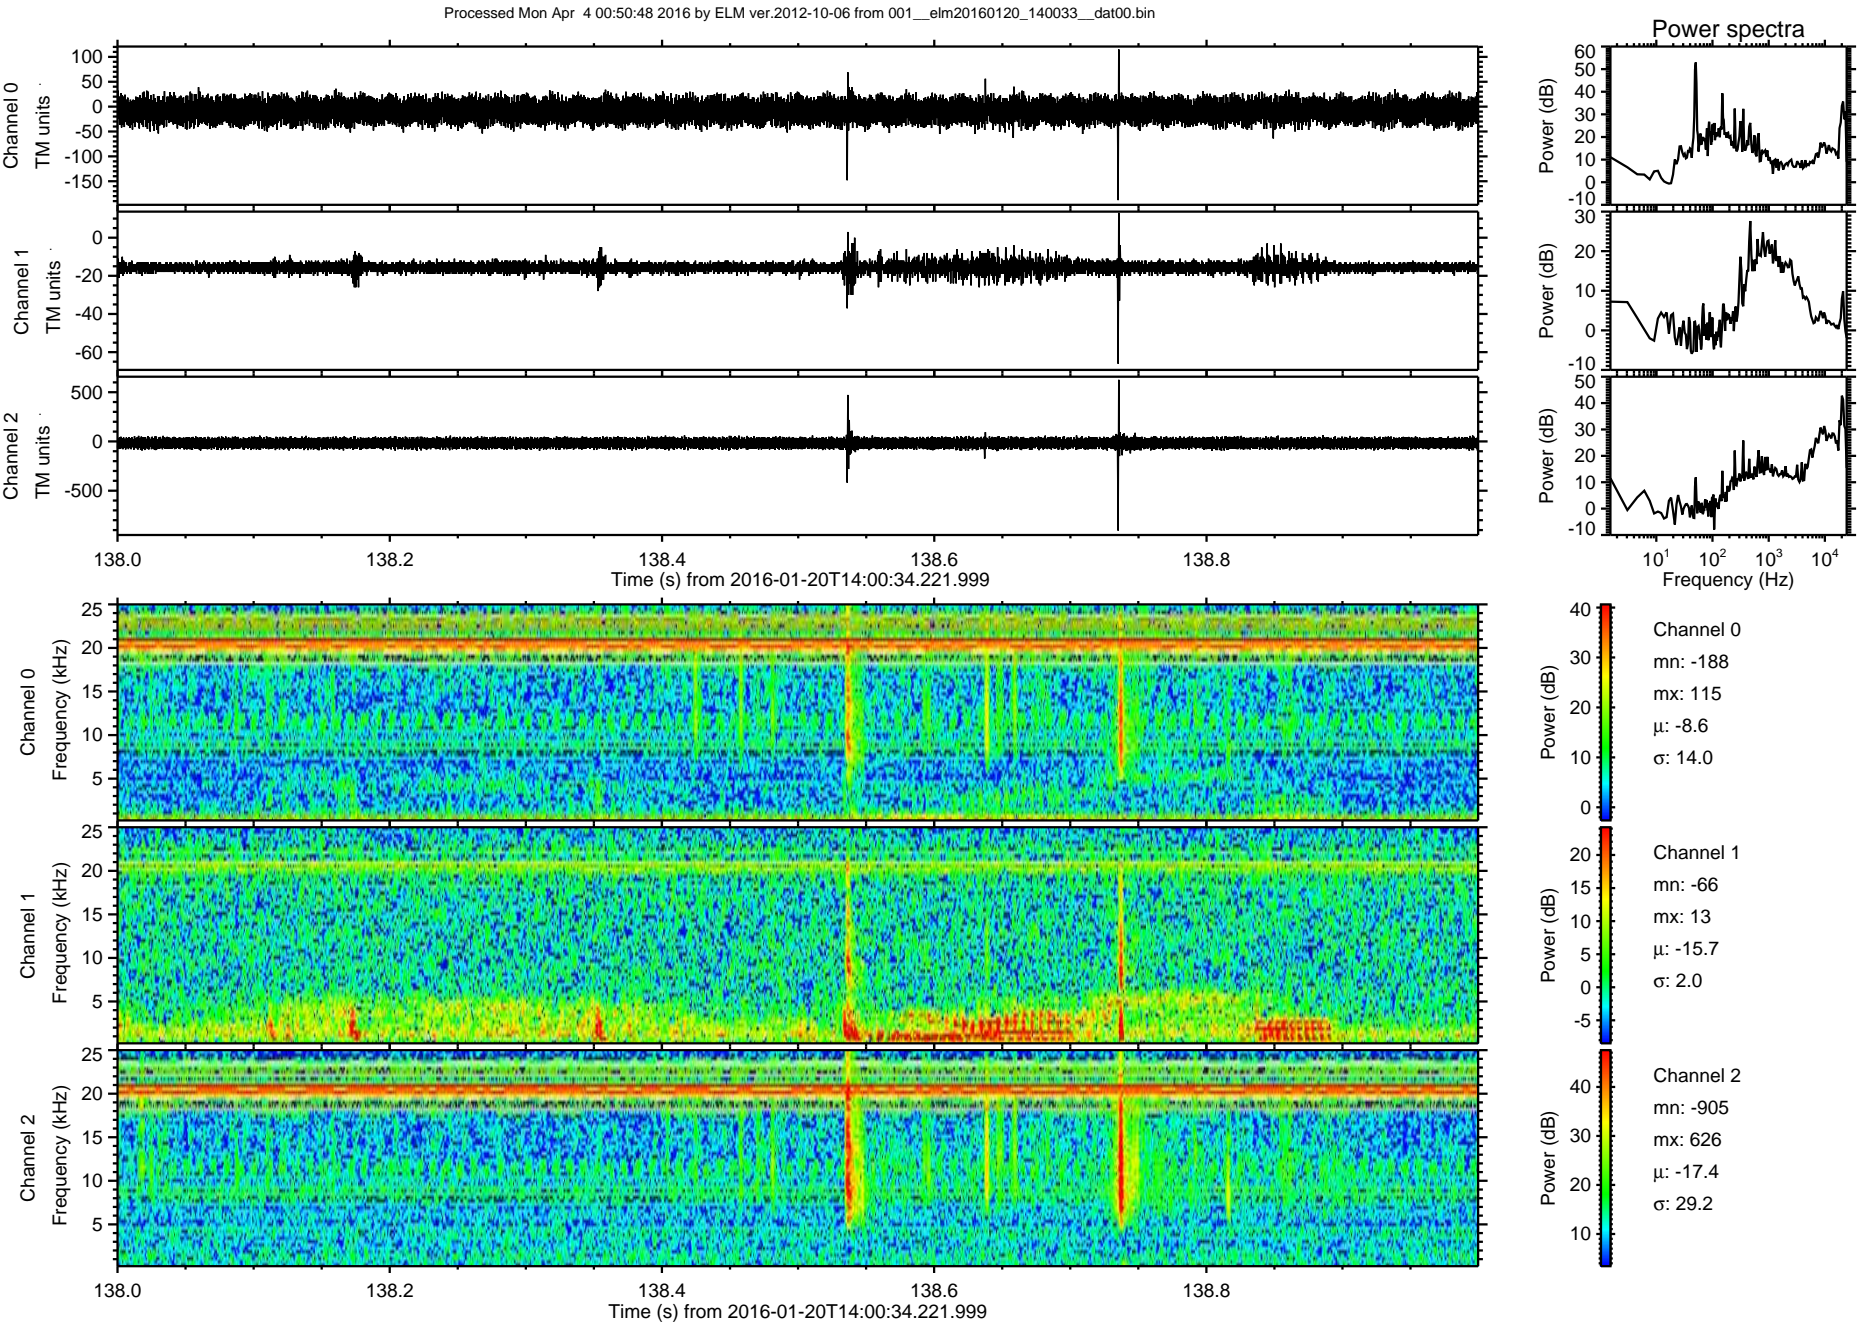 Processed Mon Apr  4 00:50:48 2016 by ELM ver.2012-10-06 from 001__elm20160120_140033__dat00.bin
Power spectra
Channel 0
TM units
100
50
0
-50
-100
-150
Power (dB)
60
50
40
30
20
10
0
-10
Channel 1
TM units
0
-20
-40
-60
Power (dB)
30
20
10
0
-10
Channel 2
TM units
500
0
-500
Power (dB)
50
40
30
20
10
0
-10
138.0 138.2 138.4 138.6 138.8
Time (s) from 2016-01-20T14:00:34.221.999
10^1 10^2 10^3 10^4
Frequency (Hz)
Channel 0
Frequency (kHz)
25
20
15
10
5
Power (dB)
40
30
20
10
0
Channel 0
mn: -188
mx: 115
μ: -8.6
σ: 14.0
Channel 1
Frequency (kHz)
25
20
15
10
5
Power (dB)
20
15
10
5
0
-5
Channel 1
mn: -66
mx: 13
μ: -15.7
σ: 2.0
Channel 2
Frequency (kHz)
25
20
15
10
5
Power (dB)
40
30
20
10
Channel 2
mn: -905
mx: 626
μ: -17.4
σ: 29.2
138.0 138.2 138.4 138.6 138.8
Time (s) from 2016-01-20T14:00:34.221.999